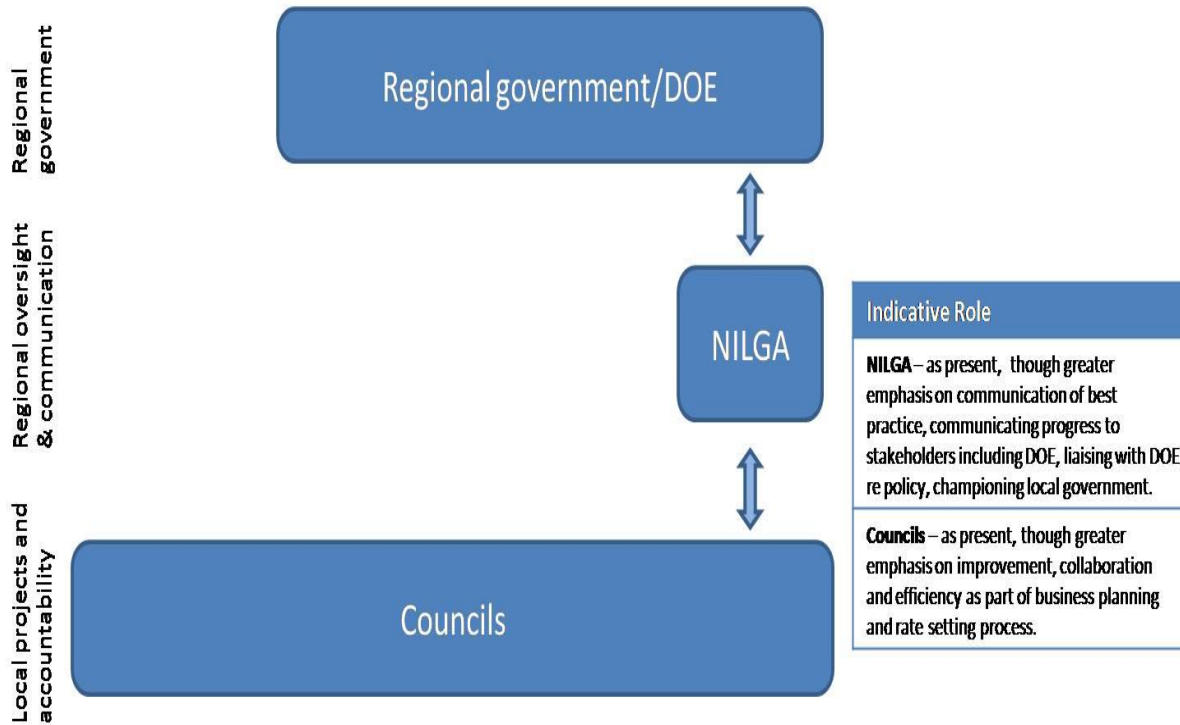 Regional
government
Regional government/DOE
Regional oversight
& communication
NILGA
Local projects and
accountability
Councils
Indicative Role
NILGA – as present, though greater
emphasis on communication of best
practice, communicating progress to
stakeholders including DOE, liaising with DOE
re policy, championing local government.
Councils – as present, though greater
emphasis on improvement, collaboration
and efficiency as part of business planning
and rate setting process.